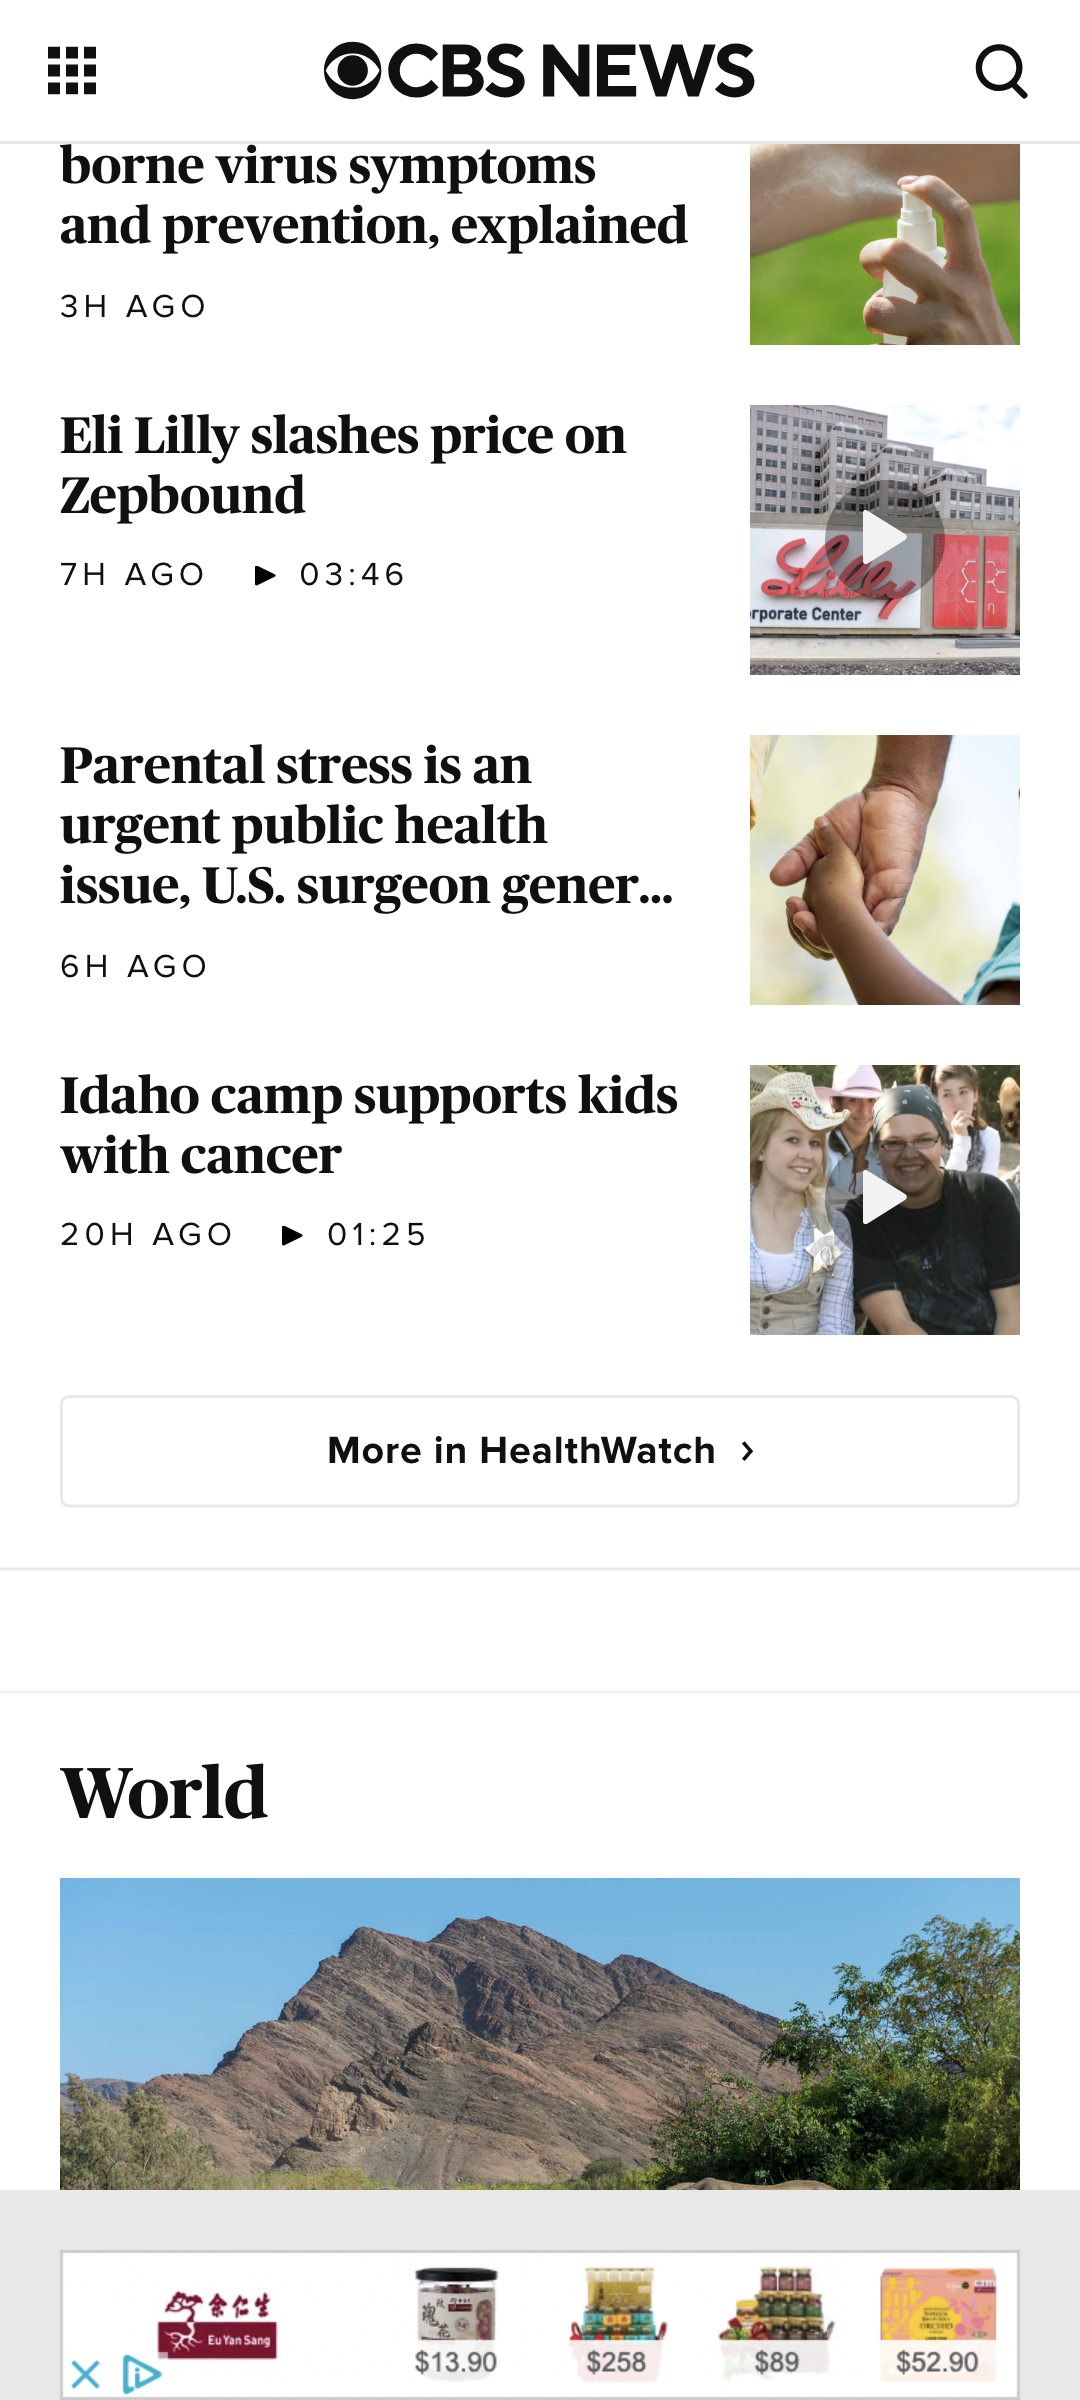 CBS NEWS
borne virus symptoms
and prevention, explained
3H AGO
Eli Lilly slashes price on
Zepbound
7H AGO ▶ 03:46
Lilly
rporate Center
Parental stress is an
urgent public health
issue, U.S. surgeon gener...
6H AGO
Idaho camp supports kids
with cancer
20H AGO ▶ 01:25
More in HealthWatch ›
World
余仁生
Eu Yan Sang
$13.90
$258
$89
$52.90